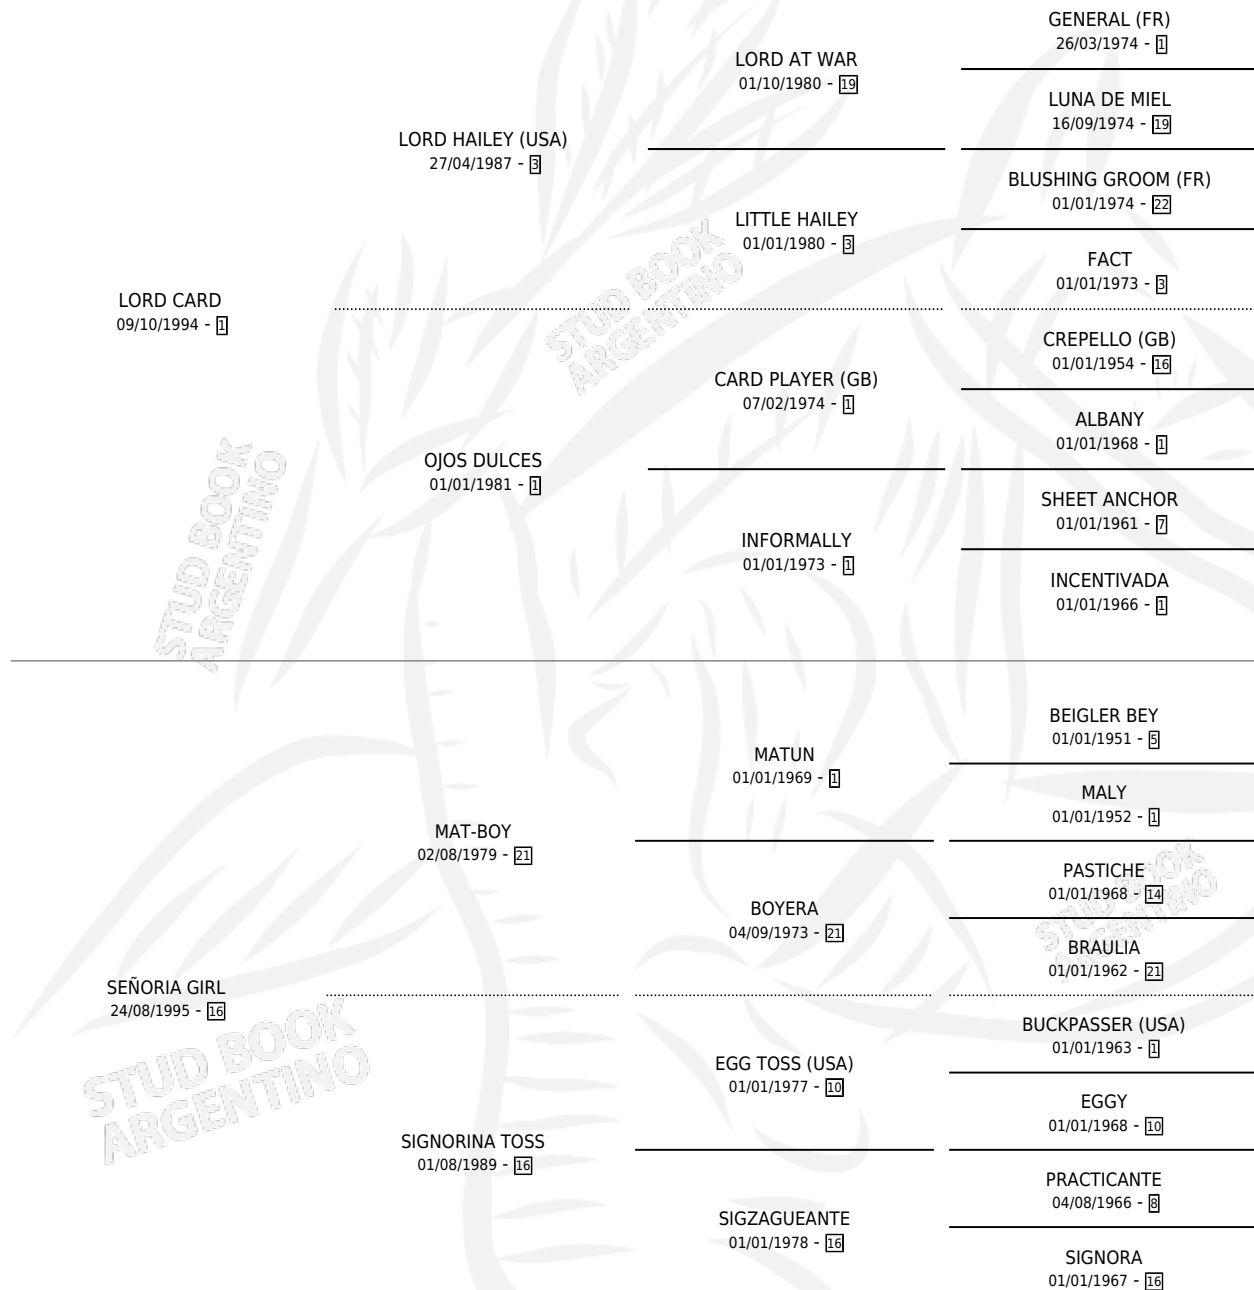 GENERAL (FR)
26/03/1974 - 1
LORD AT WAR
01/10/1980 - 19
LUNA DE MIEL
16/09/1974 - 19
LORD HAILEY (USA)
27/04/1987 - 3
BLUSHING GROOM (FR)
01/01/1974 - 22
LITTLE HAILEY
01/01/1980 - 3
FACT
01/01/1973 - 3
LORD CARD
09/10/1994 - 1
CREPELLO (GB)
01/01/1954 - 16
CARD PLAYER (GB)
07/02/1974 - 1
ALBANY
01/01/1968 - 1
OJOS DULCES
01/01/1981 - 1
SHEET ANCHOR
01/01/1961 - 7
INFORMALLY
01/01/1973 - 1
INCENTIVADA
01/01/1966 - 1
BEIGLER BEY
01/01/1951 - 5
MATUN
01/01/1969 - 1
MALY
01/01/1952 - 1
MAT-BOY
02/08/1979 - 21
PASTICHE
01/01/1968 - 14
BOYERA
04/09/1973 - 21
BRAULIA
01/01/1962 - 21
SEÑORIA GIRL
24/08/1995 - 16
BUCKPASSER (USA)
01/01/1963 - 1
EGG TOSS (USA)
01/01/1977 - 10
EGGY
01/01/1968 - 10
SIGNORINA TOSS
01/08/1989 - 16
PRACTICANTE
04/08/1966 - 8
SIGZAGUEANTE
01/01/1978 - 16
SIGNORA
01/01/1967 - 16
STUD BOOK
ARGENTINO
STUD BOOK
ARGENTINO
STUD BOOK
ARGENTINO
STUD BOOK
ARGENTINO